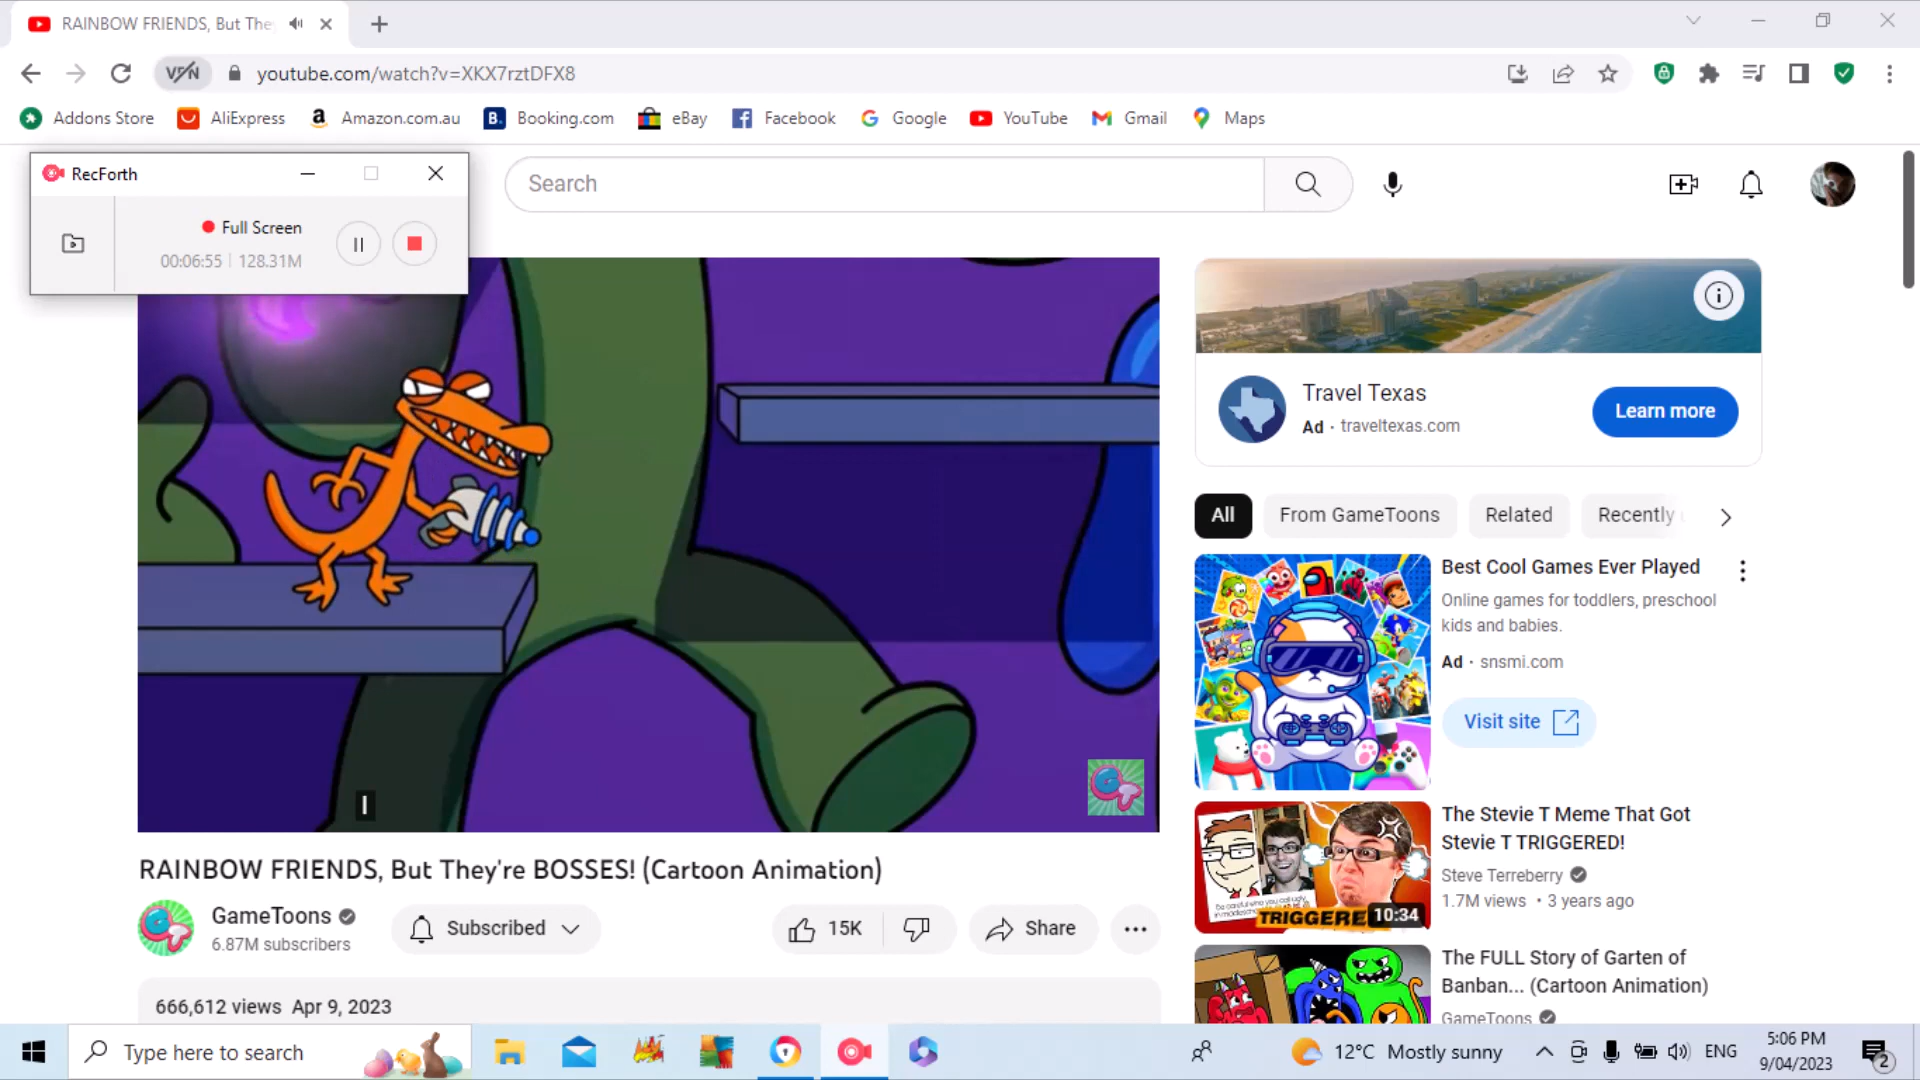 RAINBOW FRIENDS, But The
VPN
youtube.com/watch?v=XKX7rztDFX8
Addons Store
AliExpress
Amazon.com.au
B. Booking.com
eBay
Facebook
Google
YouTube
Gmail
Maps
RecForth
Full Screen
00:06:55 | 128.31M
Search
I
RAINBOW FRIENDS, But They're BOSSES! (Cartoon Animation)
GameToons
6.87M subscribers
Subscribed
15K
Share
666,612 views Apr 9, 2023
Travel Texas
Ad · traveltexas.com
Learn more
All
From GameToons
Related
Recently
Best Cool Games Ever Played
Online games for toddlers, preschool
kids and babies.
Ad · snsmi.com
Visit site
TRIGGERE
10:34
The Stevie T Meme That Got
Stevie T TRIGGERED!
Steve Terreberry
1.7M views • 3 years ago
The FULL Story of Garten of
Banban... (Cartoon Animation)
GameToons
Type here to search
12°C Mostly sunny
ENG
5:06 PM
9/04/2023
2